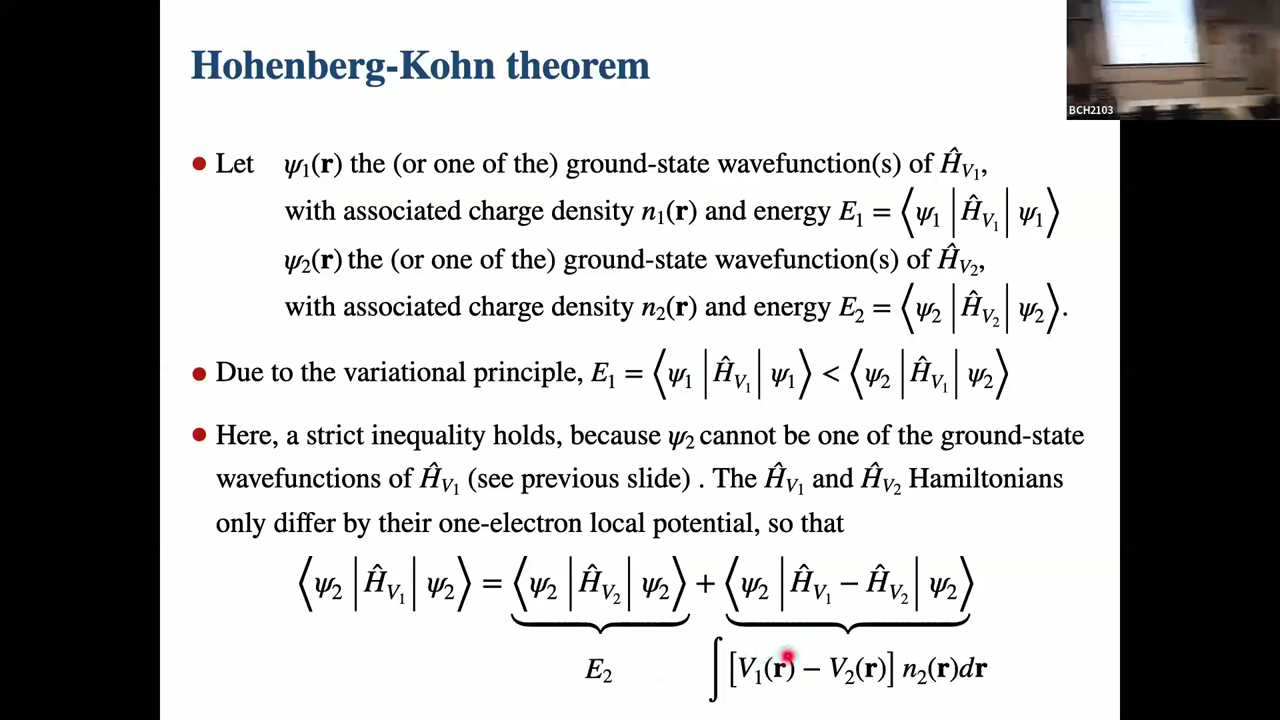 Hohenberg-Kohn theorem
BCH2103
● Let ψ₁(r) the (or one of the) ground-state wavefunction(s) of Ĥ_V₁,
with associated charge density n₁(r) and energy E₁ = ⟨ψ₁ |Ĥ_V₁| ψ₁⟩
ψ₂(r) the (or one of the) ground-state wavefunction(s) of Ĥ_V₂,
with associated charge density n₂(r) and energy E₂ = ⟨ψ₂ |Ĥ_V₂| ψ₂⟩.
● Due to the variational principle, E₁ = ⟨ψ₁ |Ĥ_V₁| ψ₁⟩ < ⟨ψ₂ |Ĥ_V₁| ψ₂⟩
● Here, a strict inequality holds, because ψ₂ cannot be one of the ground-state
wavefunctions of Ĥ_V₁ (see previous slide) . The Ĥ_V₁ and Ĥ_V₂ Hamiltonians
only differ by their one-electron local potential, so that
⟨ψ₂ |Ĥ_V₁| ψ₂⟩ = ⟨ψ₂ |Ĥ_V₂| ψ₂⟩ + ⟨ψ₂ |Ĥ_V₁ − Ĥ_V₂| ψ₂⟩
E₂ ∫ [V₁(r) − V₂(r)] n₂(r)dr